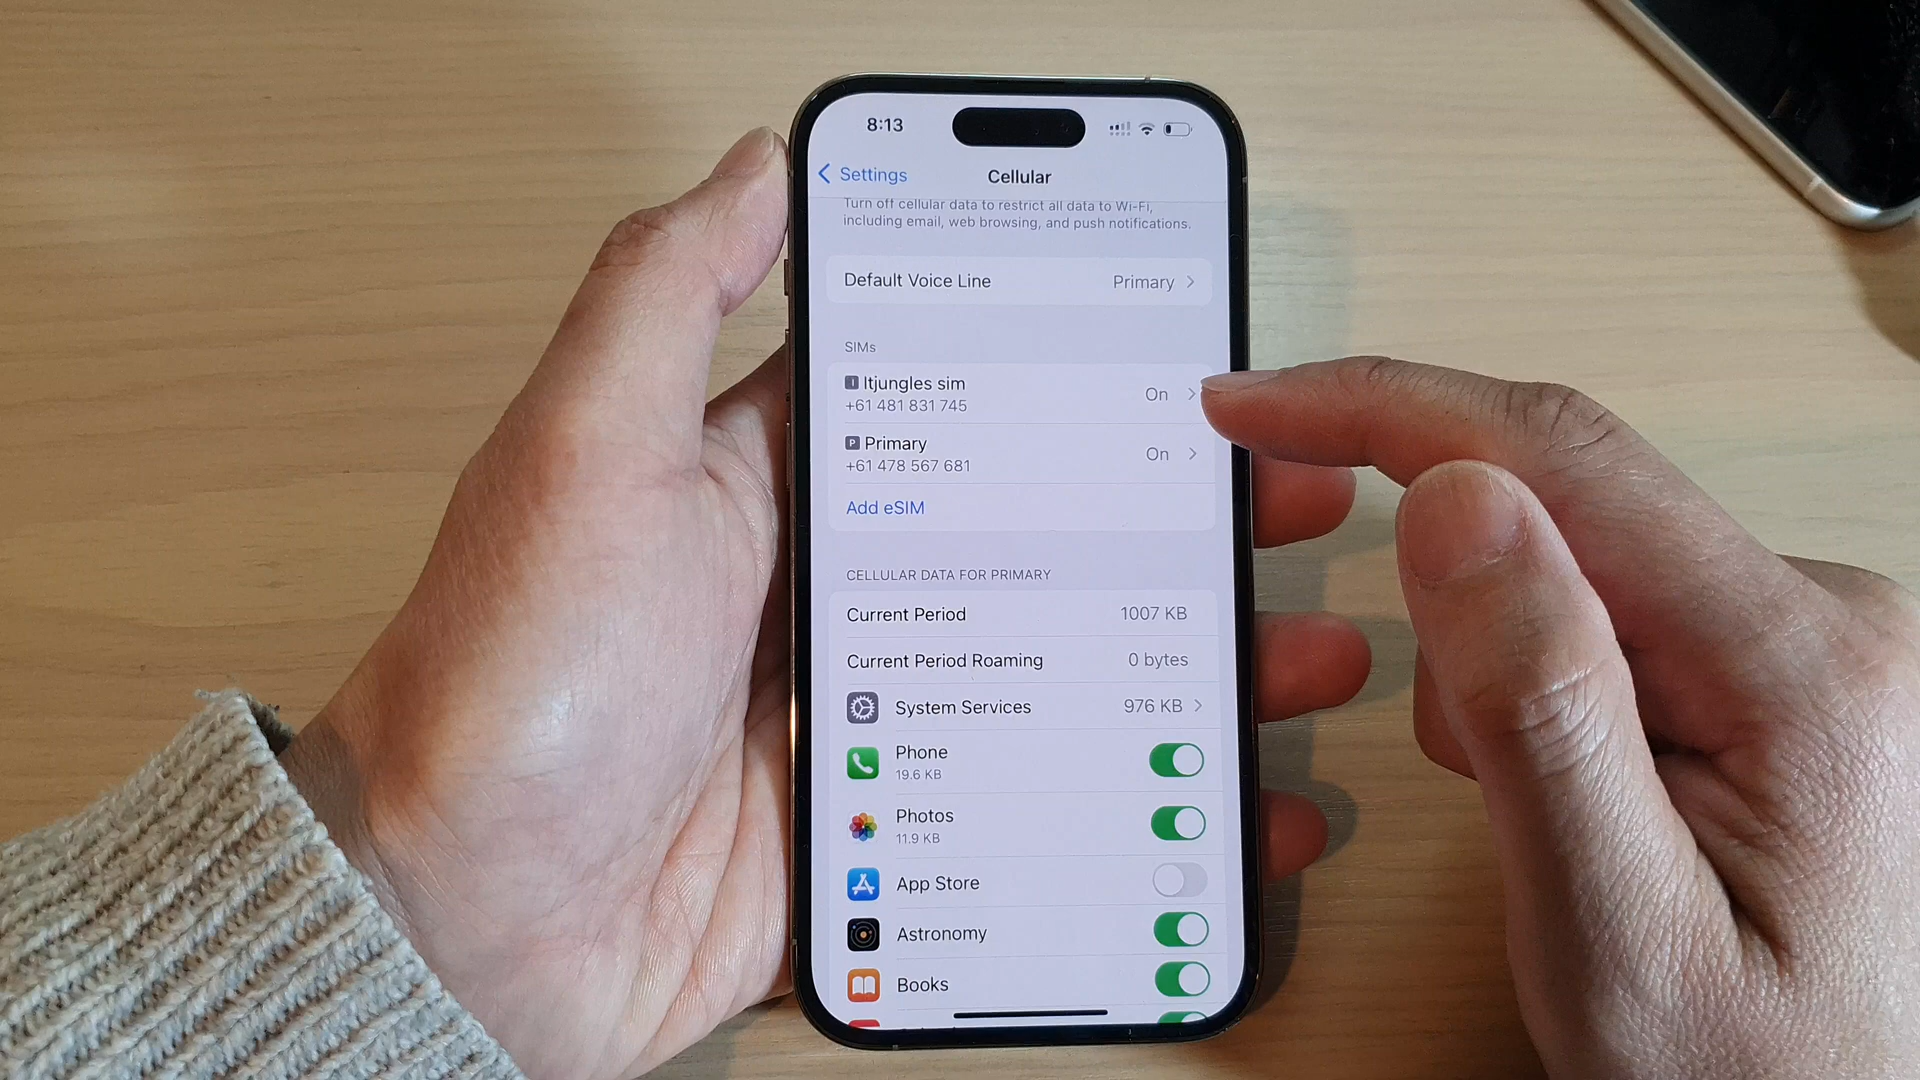 8:13
Settings
Cellular
Turn off cellular data to restrict all data to Wi-Fi,
including email, web browsing, and push notifications.
Default Voice Line Primary
SIMs
I Itjungles sim
On
+61 481 831 745
P Primary
On
+61 478 567 681
Add eSIM
CELLULAR DATA FOR PRIMARY
Current Period 1007 KB
Current Period Roaming 0 bytes
System Services 976 KB
Phone
19.6 KB
Photos
11.9 KB
App Store
Astronomy
Books